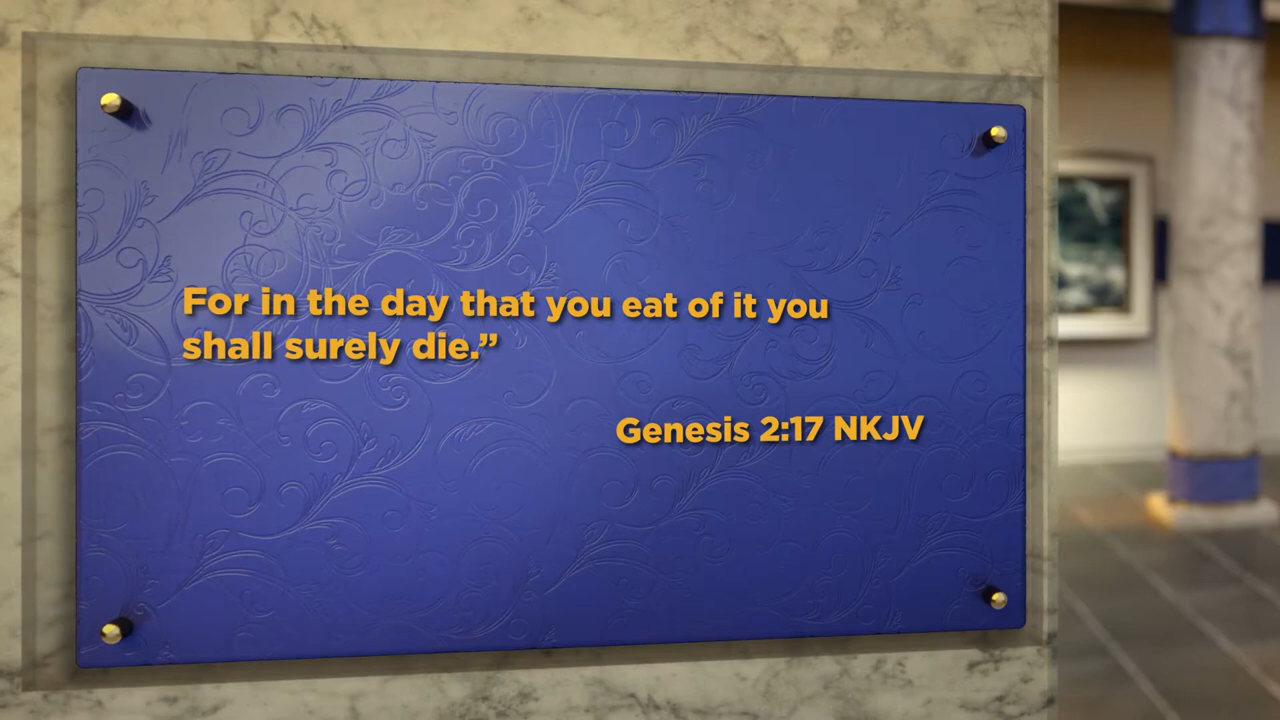 For in the day that you eat of it you
shall surely die.”
Genesis 2:17 NKJV